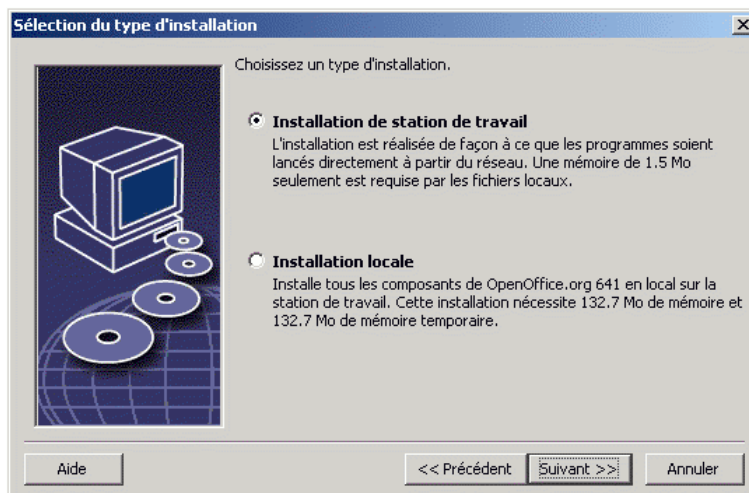 Sélection du type d'installation
Choisissez un type d'installation.
Installation de station de travail
L'installation est réalisée de façon à ce que les programmes soient
lancés directement à partir du réseau. Une mémoire de 1.5 Mo
seulement est requise par les fichiers locaux.
Installation locale
Installe tous les composants de OpenOffice.org 641 en local sur la
station de travail. Cette installation nécessite 132.7 Mo de mémoire et
132.7 Mo de mémoire temporaire.
Aide
<< Précédent
Suivant >>
Annuler